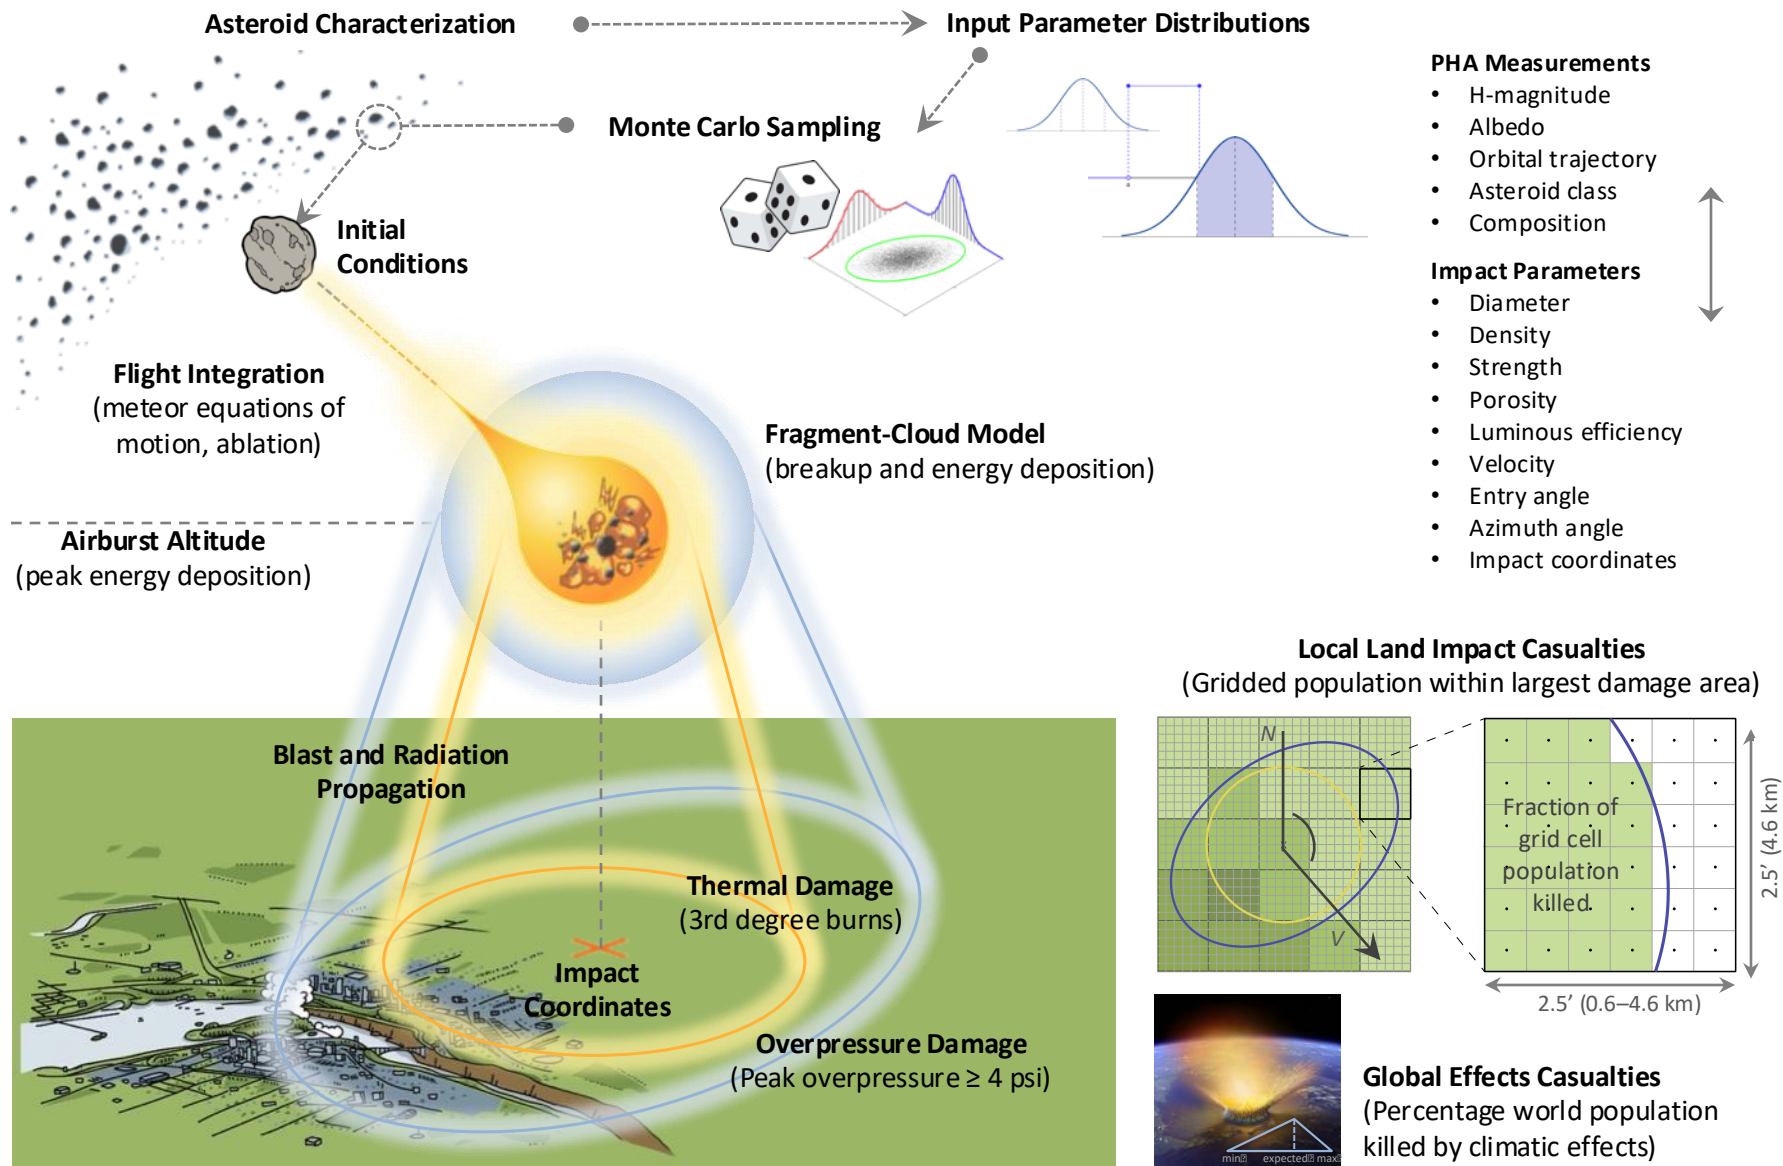 Asteroid Characterization
Input Parameter Distributions
Monte Carlo Sampling
Initial
Conditions
Flight Integration
(meteor equations of
motion, ablation)
Fragment-Cloud Model
(breakup and energy deposition)
Airburst Altitude
(peak energy deposition)
Blast and Radiation
Propagation
Thermal Damage
(3rd degree burns)
Impact
Coordinates
Overpressure Damage
(Peak overpressure ≥ 4 psi)
PHA Measurements
• H-magnitude
• Albedo
• Orbital trajectory
• Asteroid class
• Composition
Impact Parameters
• Diameter
• Density
• Strength
• Porosity
• Luminous efficiency
• Velocity
• Entry angle
• Azimuth angle
• Impact coordinates
Local Land Impact Casualties
(Gridded population within largest damage area)
N
V
Fraction of
grid cell
population
killed
2.5’ (4.6 km)
2.5’ (0.6–4.6 km)
min
expected
max
Global Effects Casualties
(Percentage world population
killed by climatic effects)